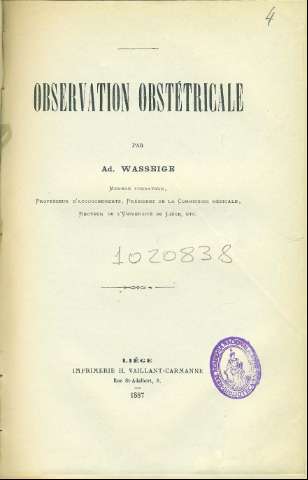 4
OBSERVATION OBSTÉTRICALE
PAR
Ad. WASSEIGE
MEMBRE FONDATEUR,
PROFESSEUR D'ACCOUCHEMENTS, PRÉSIDENT DE LA COMMISSION MÉDICALE,
RECTEUR DE L'UNIVERSITÉ DE LIÉGE, ETC.
1020838
LIÉGE
IMPRIMERIE H. VAILLANT-CARMANNE
Rue St-Adalbert, 8.
1887